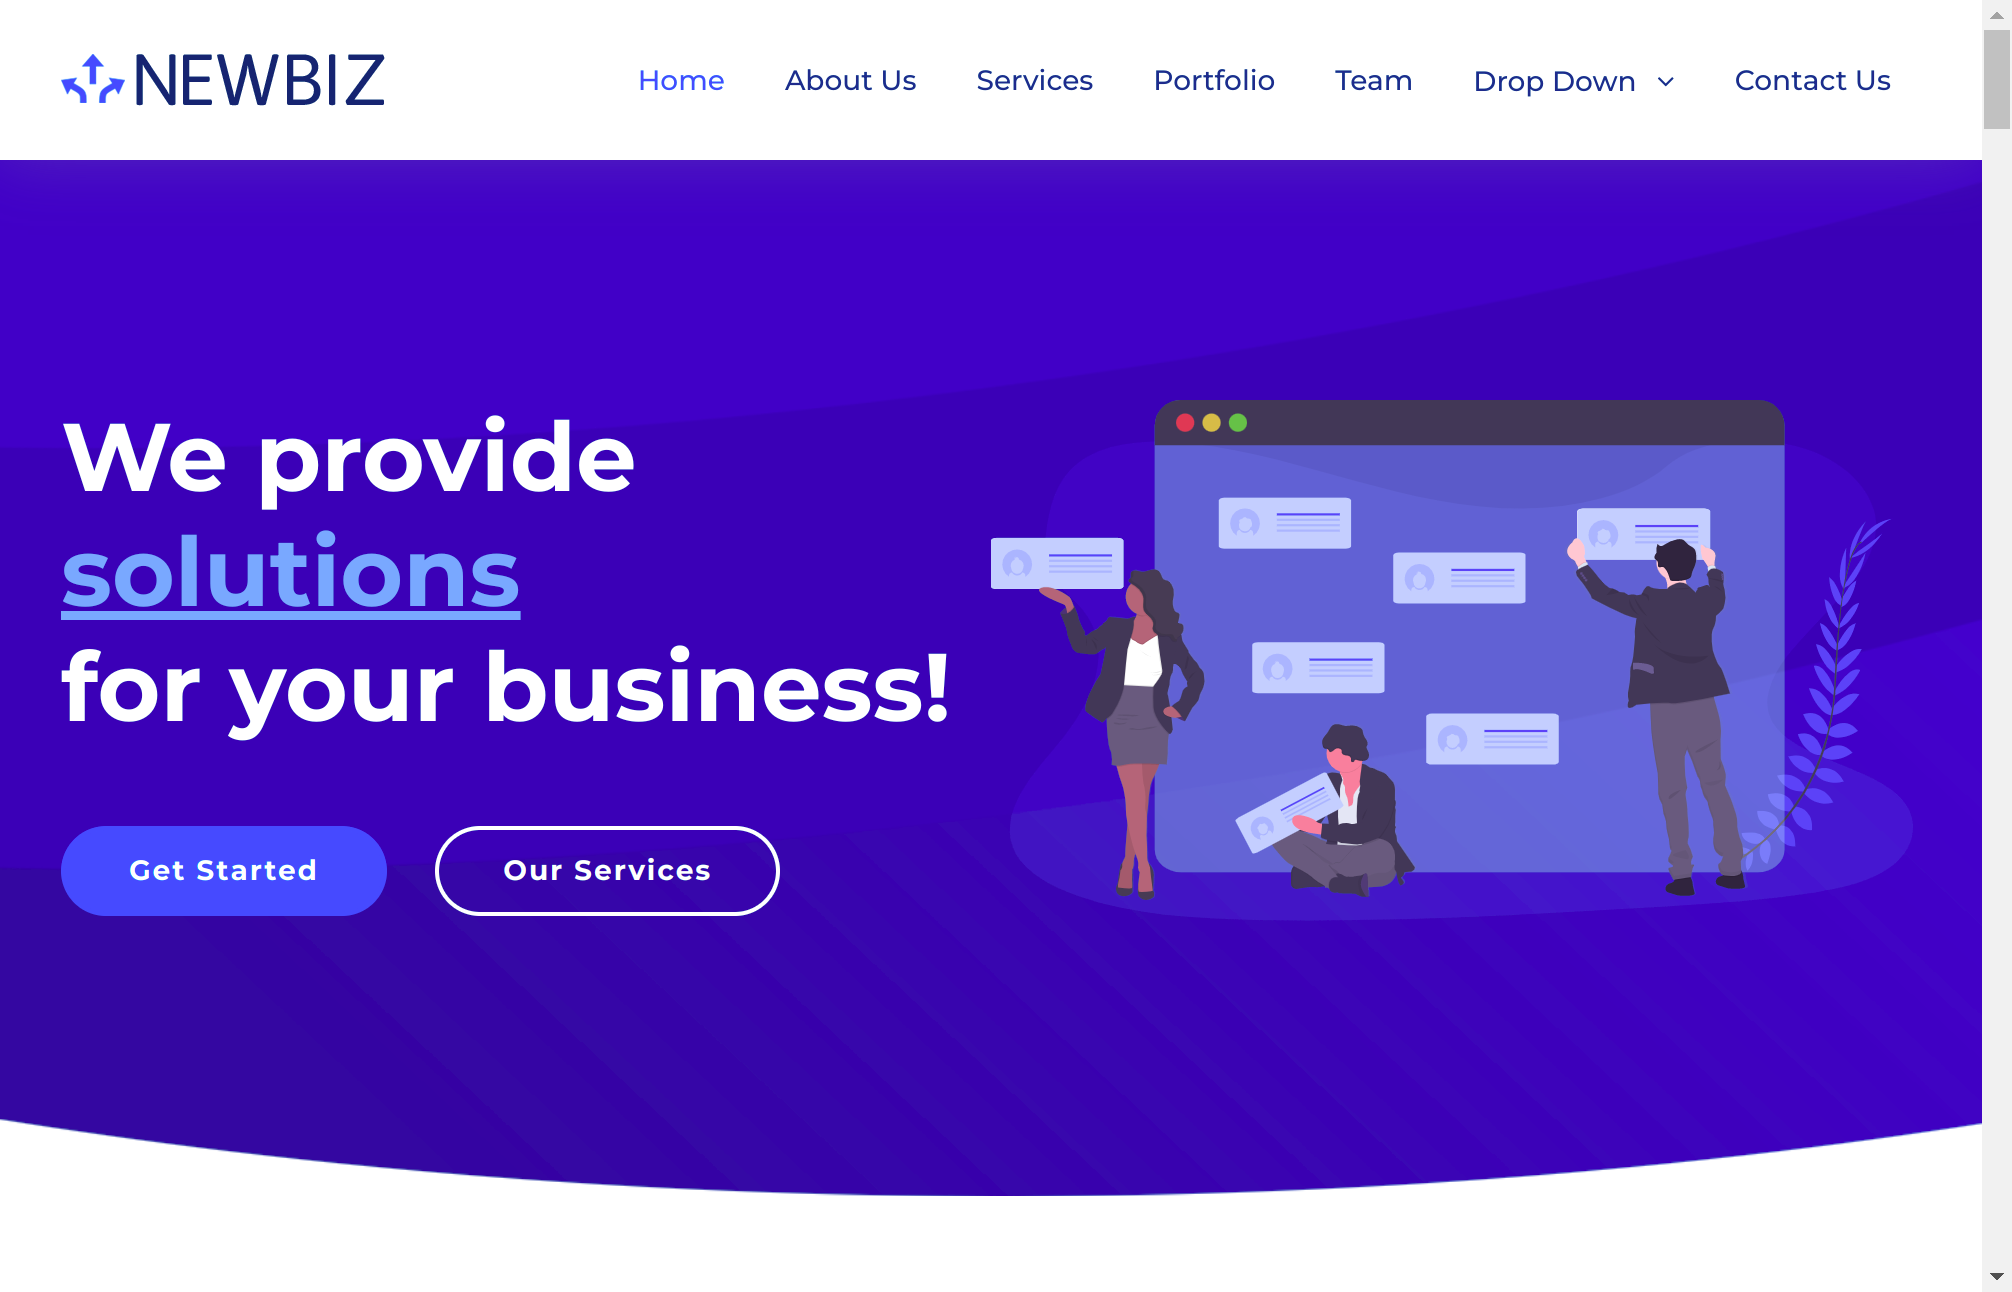 NEWBIZ
Home About Us Services Portfolio Team Drop Down Contact Us
We provide
solutions
for your business!
Get Started Our Services